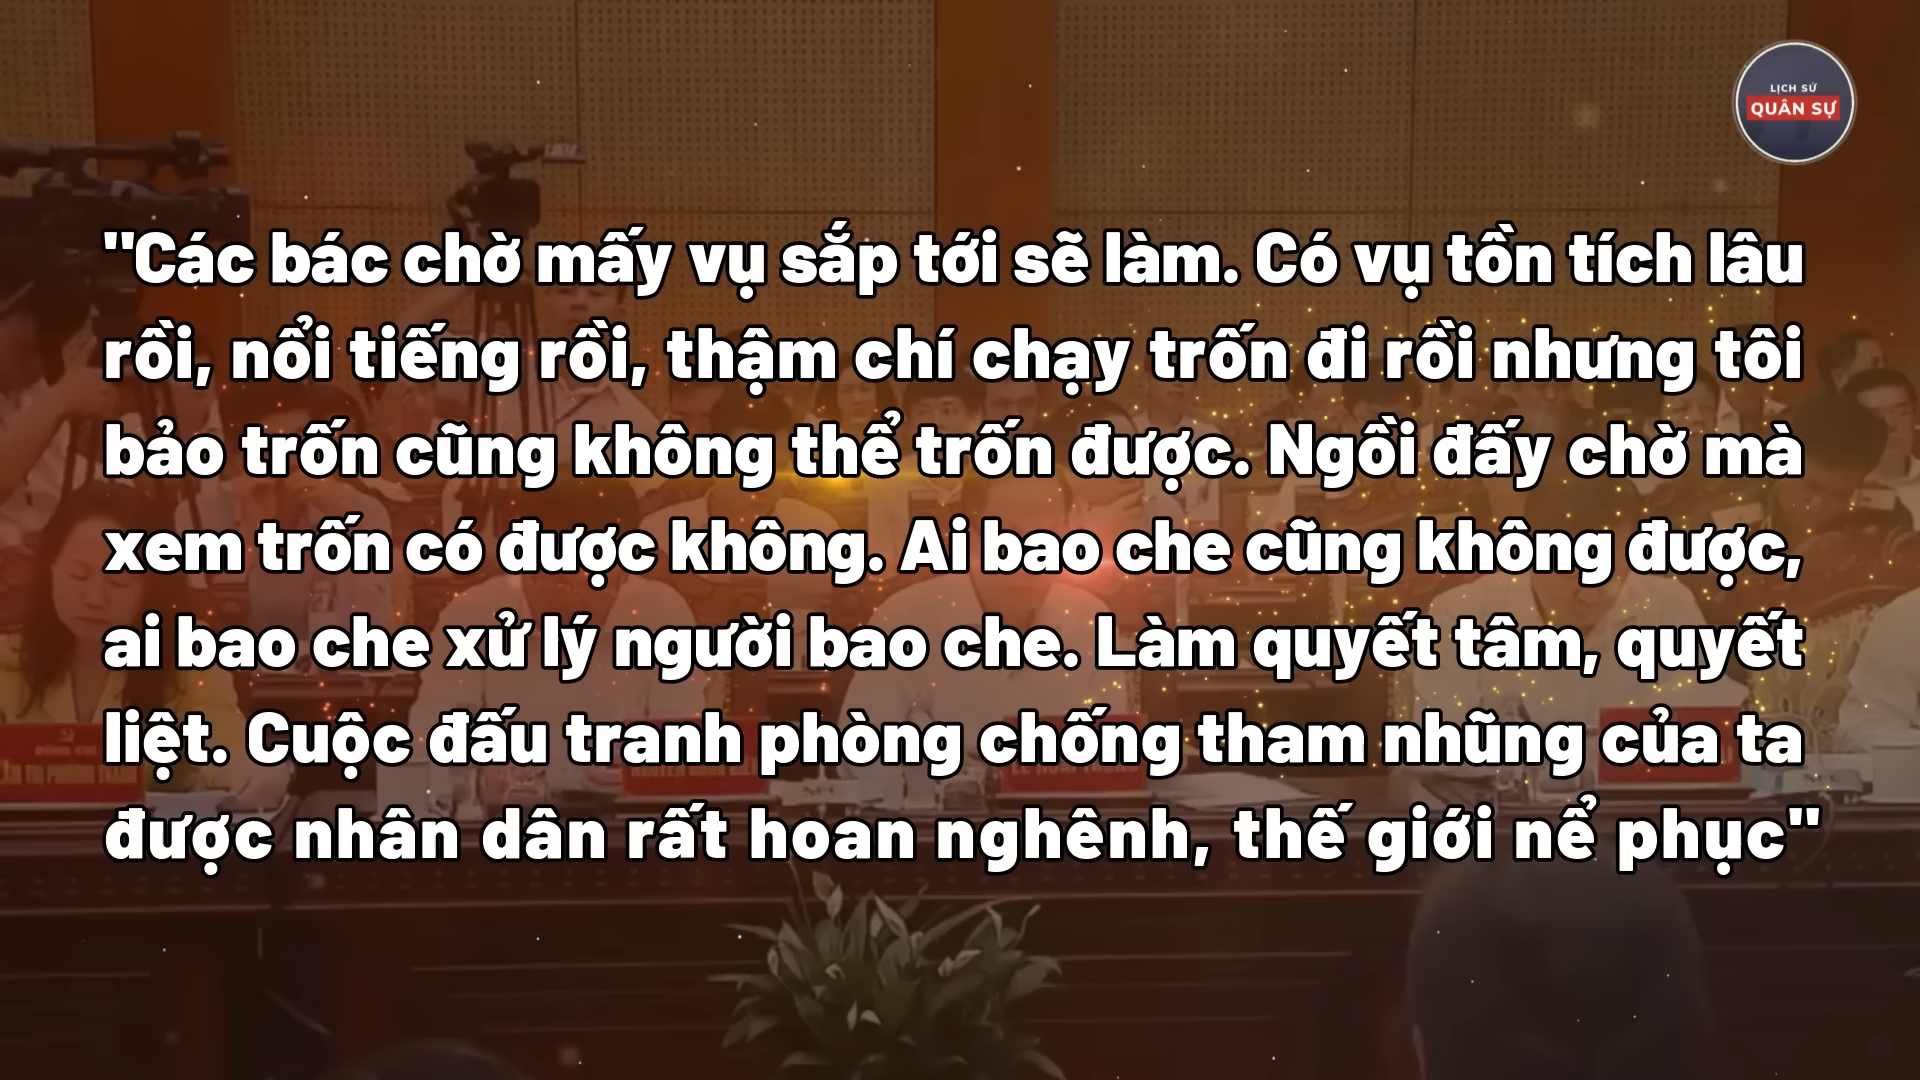 LỊCH SỬ
QUÂN SỰ
"Các bác chờ mấy vụ sắp tới sẽ làm. Có vụ tồn tích lâu
rồi, nổi tiếng rồi, thậm chí chạy trốn đi rồi nhưng tôi
bảo trốn cũng không thể trốn được. Ngồi đấy chờ mà
xem trốn có được không. Ai bao che cũng không được,
ai bao che xử lý người bao che. Làm quyết tâm, quyết
liệt. Cuộc đấu tranh phòng chống tham nhũng của ta
được nhân dân rất hoan nghênh, thế giới nể phục"